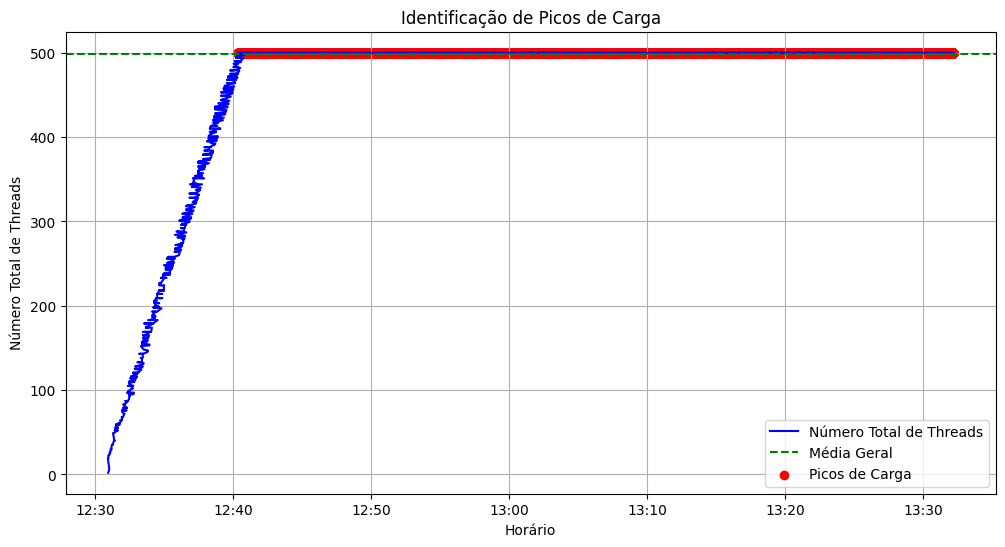 Identificação de Picos de Carga
Número Total de Threads
500
400
300
200
100
0
Número Total de Threads
Média Geral
Picos de Carga
12:30 12:40 12:50 13:00 13:10 13:20 13:30
Horário